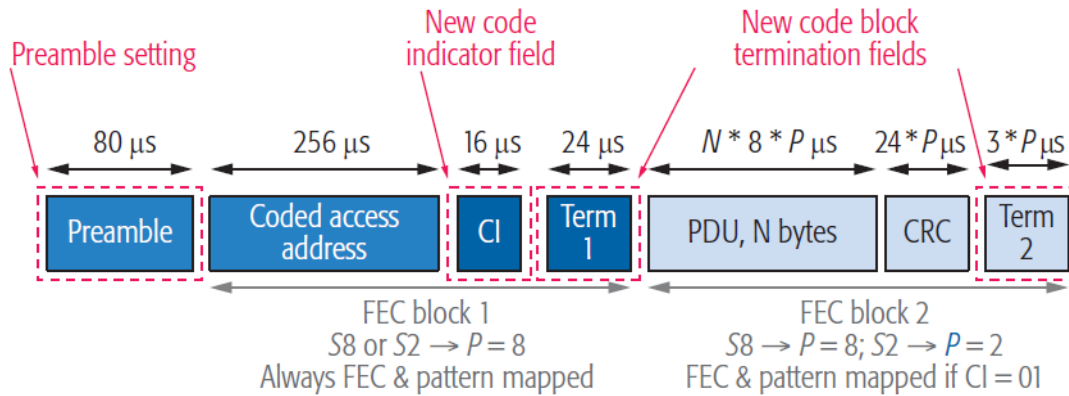 Preamble setting
New code
indicator field
New code block
termination fields
80 µs
256 µs
16 µs
24 µs
N * 8 * P µs
24 * P µs
3 * P µs
Preamble
Coded access
address
CI
Term
1
PDU, N bytes
CRC
Term
2
FEC block 1
S8 or S2 → P = 8
Always FEC & pattern mapped
FEC block 2
S8 → P = 8; S2 → P = 2
FEC & pattern mapped if CI = 01